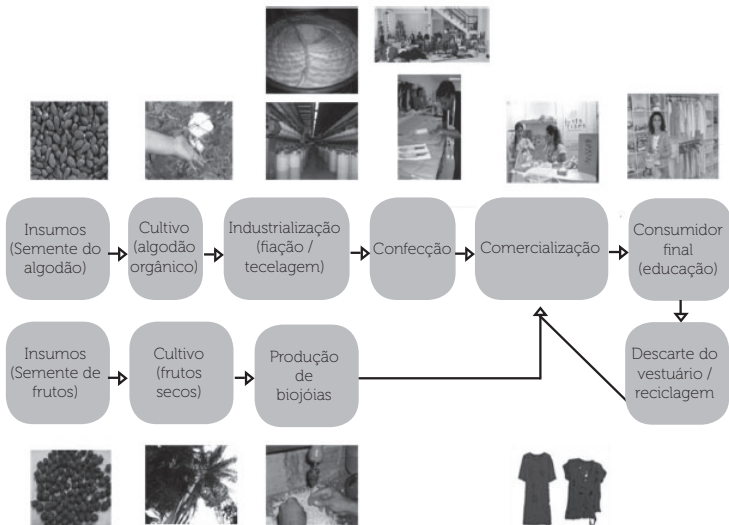 Insumos
(Semente do
algodão)
Cultivo
(algodão
orgânico)
Industrialização
(fiação /
tecelagem)
Confecção
Comercialização
Consumidor
final
(educação)
Insumos
(Semente de
frutos)
Cultivo
(frutos
secos)
Produção
de
biojóias
Descarte do
vestuário /
reciclagem